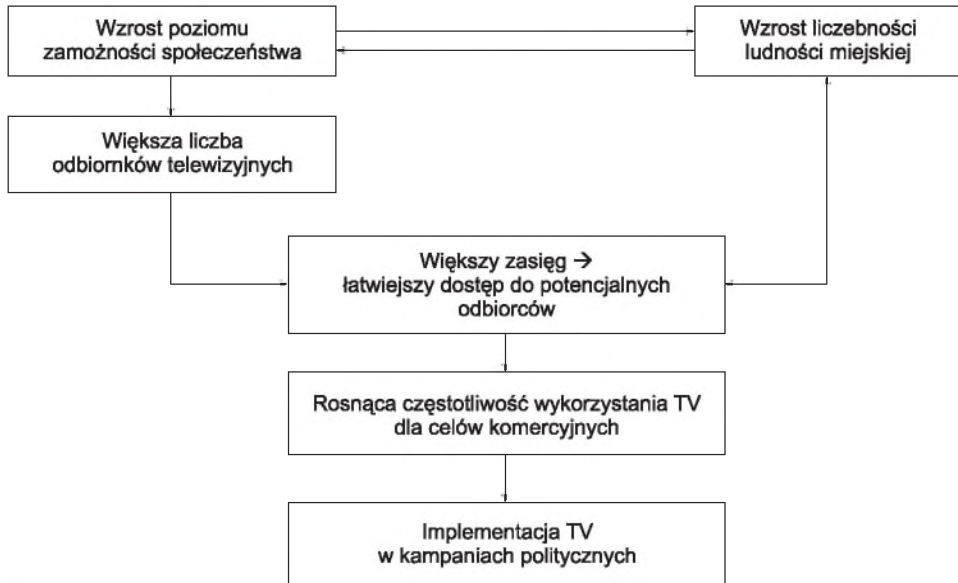 Wzrost poziomu
zamożności społeczeństwa
Wzrost liczebności
ludności miejskiej
Większa liczba
odbiornków telewizyjnych
Większy zasięg →
łatwiejszy dostęp do potencjalnych
odbiorców
Rosnąca częstotliwość wykorzystania TV
dla celów komercyjnych
Implementacja TV
w kampaniach politycznych